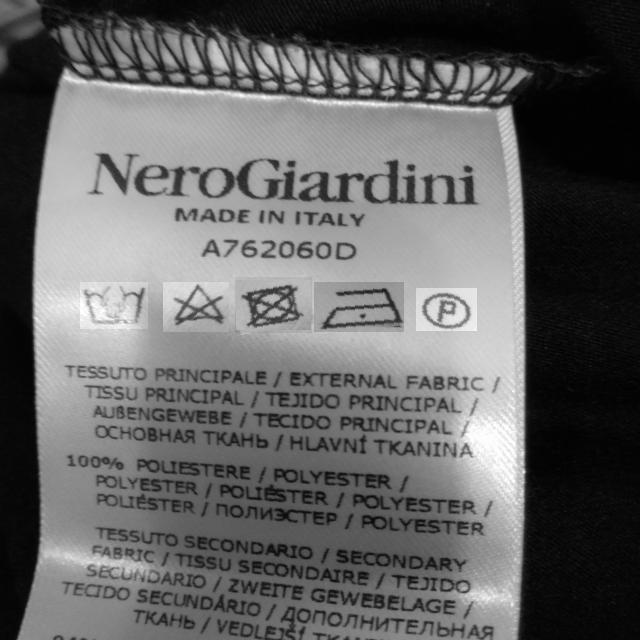 NeroGiardini
MADE IN ITALY
A762060D
P
TESSUTO PRINCIPALE / EXTERNAL FABRIC /
TISSU PRINCIPAL / TEJIDO PRINCIPAL /
AUßENGEWEBE / TECIDO PRINCIPAL /
ОСНОВНАЯ ТКАНЬ / HLAVNÍ TKANINA
100% POLIESTERE / POLYESTER /
POLYESTER / POLIÉSTER / POLYESTER /
POLIÉSTER / ПОЛИЭСТЕР / POLYESTER
TESSUTO SECONDARIO / SECONDARY
FABRIC / TISSU SECONDAIRE / TEJIDO
SECUNDARIO / ZWEITE GEWEBELAGE /
TECIDO SECUNDÁRIO / ДОПОЛНИТЕЛЬНАЯ
ТКАНЬ / VEDLEJŠÍ